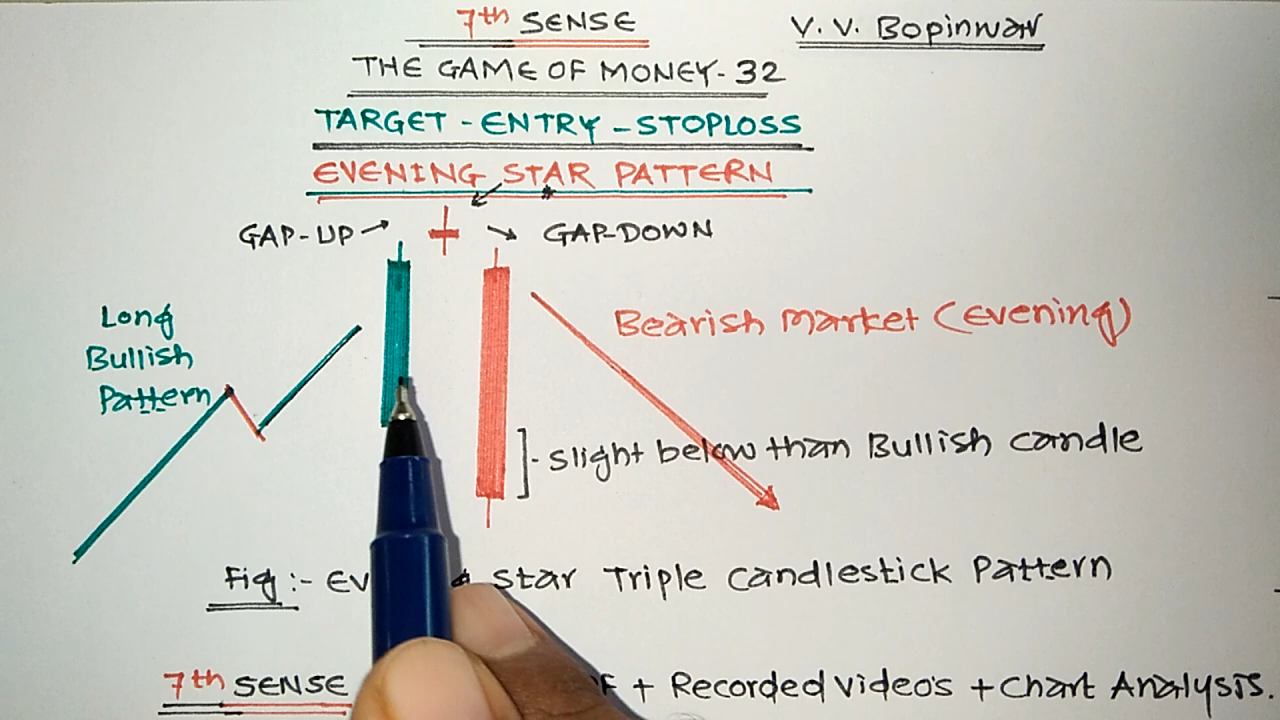 7th SENSE
V. V. Bopinwar
THE GAME OF MONEY-32
TARGET - ENTRY - STOPLOSS
EVENING STAR PATTERN
GAP-UP
GAP-DOWN
Long
Bullish
Pattern
Bearish Market (Evening)
slight below than Bullish candle
Fig :- star Triple candlestick Pattern
7th SENSE + Recorded Videos + Chart Analysis.